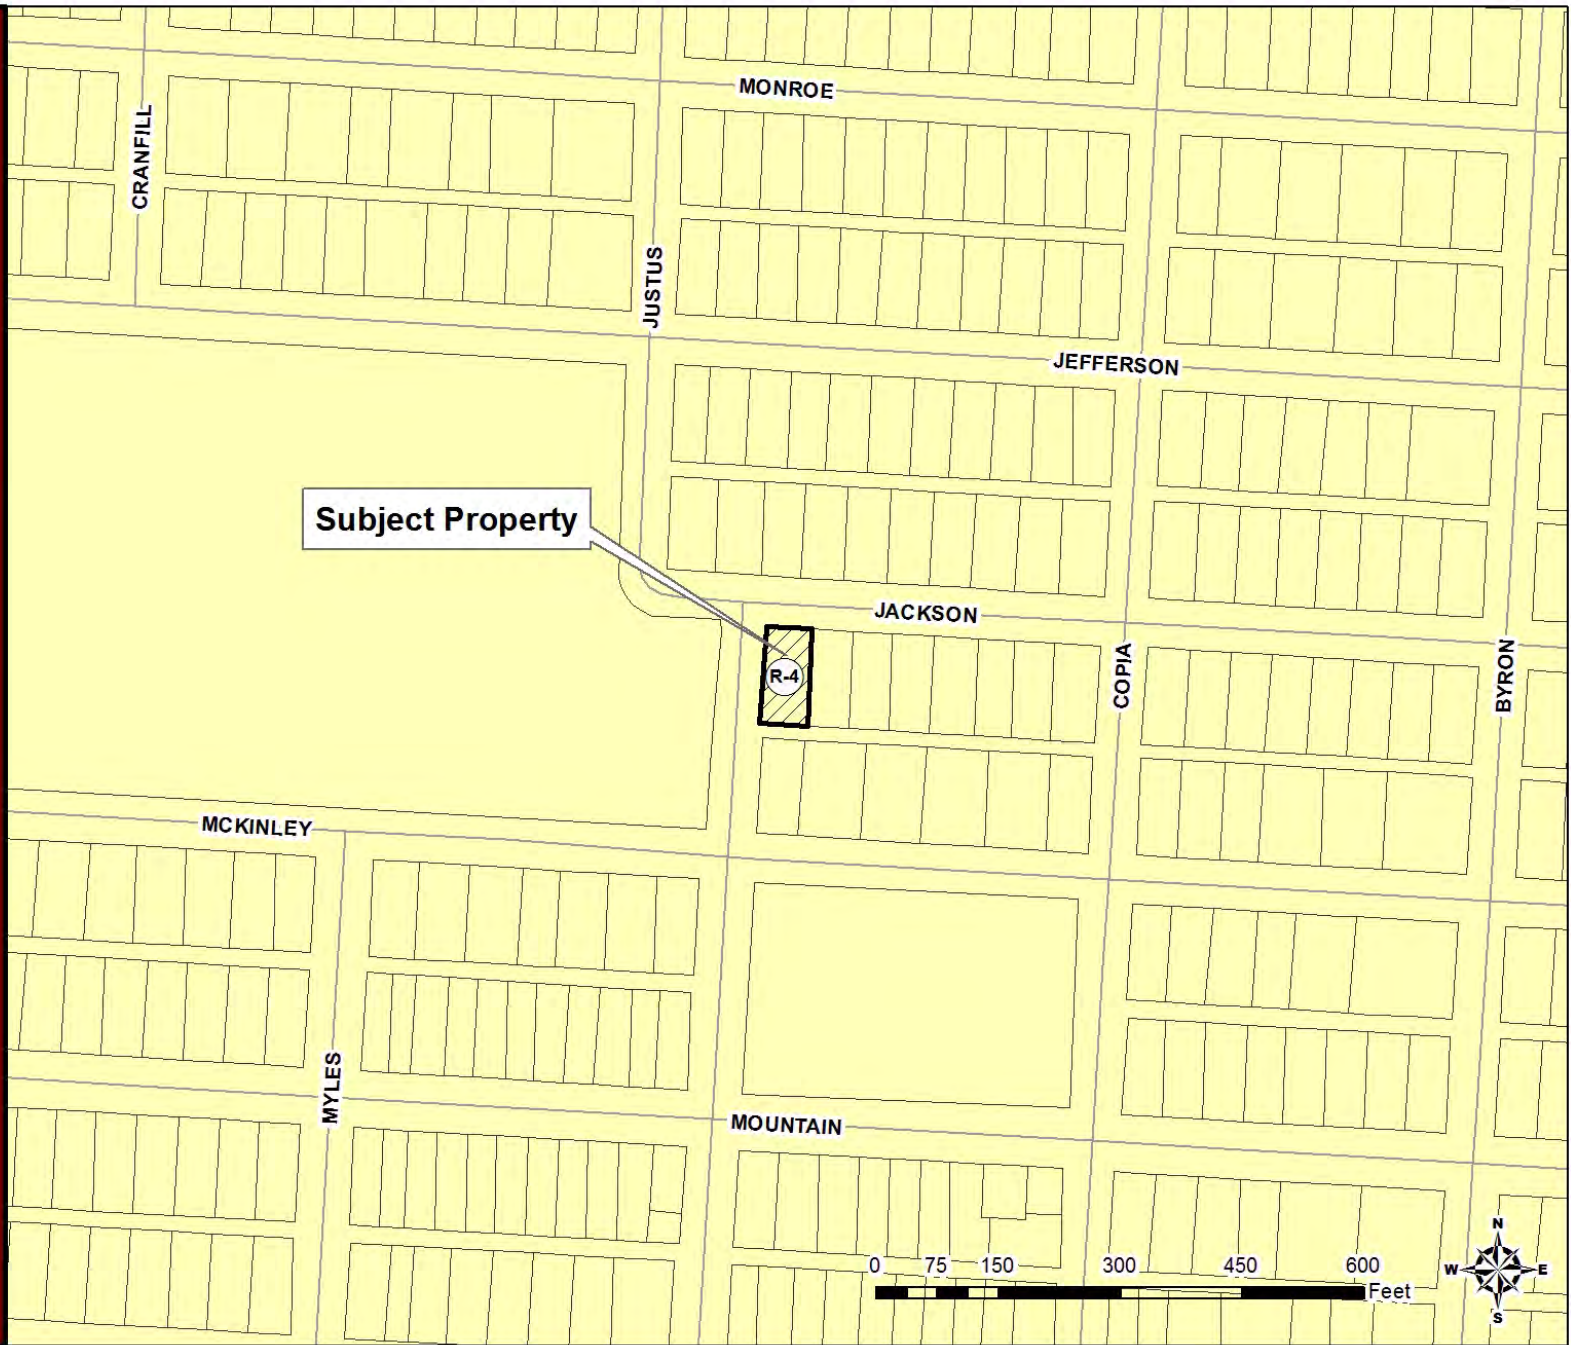 MONROE
CRANFILL
JUSTUS
JEFFERSON
Subject Property
JACKSON
R-4
COPIA
BYRON
MCKINLEY
MYLES
MOUNTAIN
N
W E
S
0 75 150 300 450 600
Feet